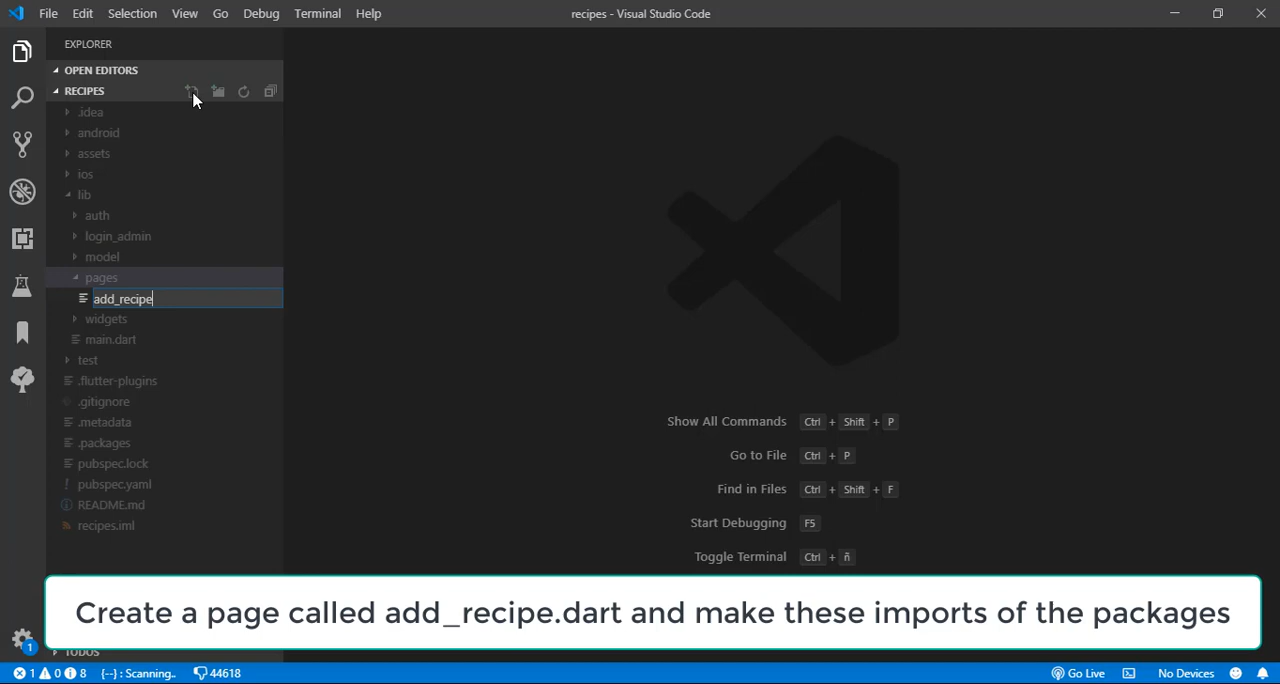 File Edit Selection View Go Debug Terminal Help
recipes - Visual Studio Code
EXPLORER
OPEN EDITORS
RECIPES
.idea
android
assets
ios
lib
auth
login_admin
model
pages
add_recipe
widgets
main.dart
test
.flutter-plugins
.gitignore
.metadata
.packages
pubspec.lock
pubspec.yaml
README.md
recipes.iml
Show All Commands Ctrl + Shift + P
Go to File Ctrl + P
Find in Files Ctrl + Shift + F
Start Debugging F5
Toggle Terminal Ctrl + ñ
Create a page called add_recipe.dart and make these imports of the packages
TODOS
1
1 0 8 {--} : Scanning.. 44618 Go Live No Devices